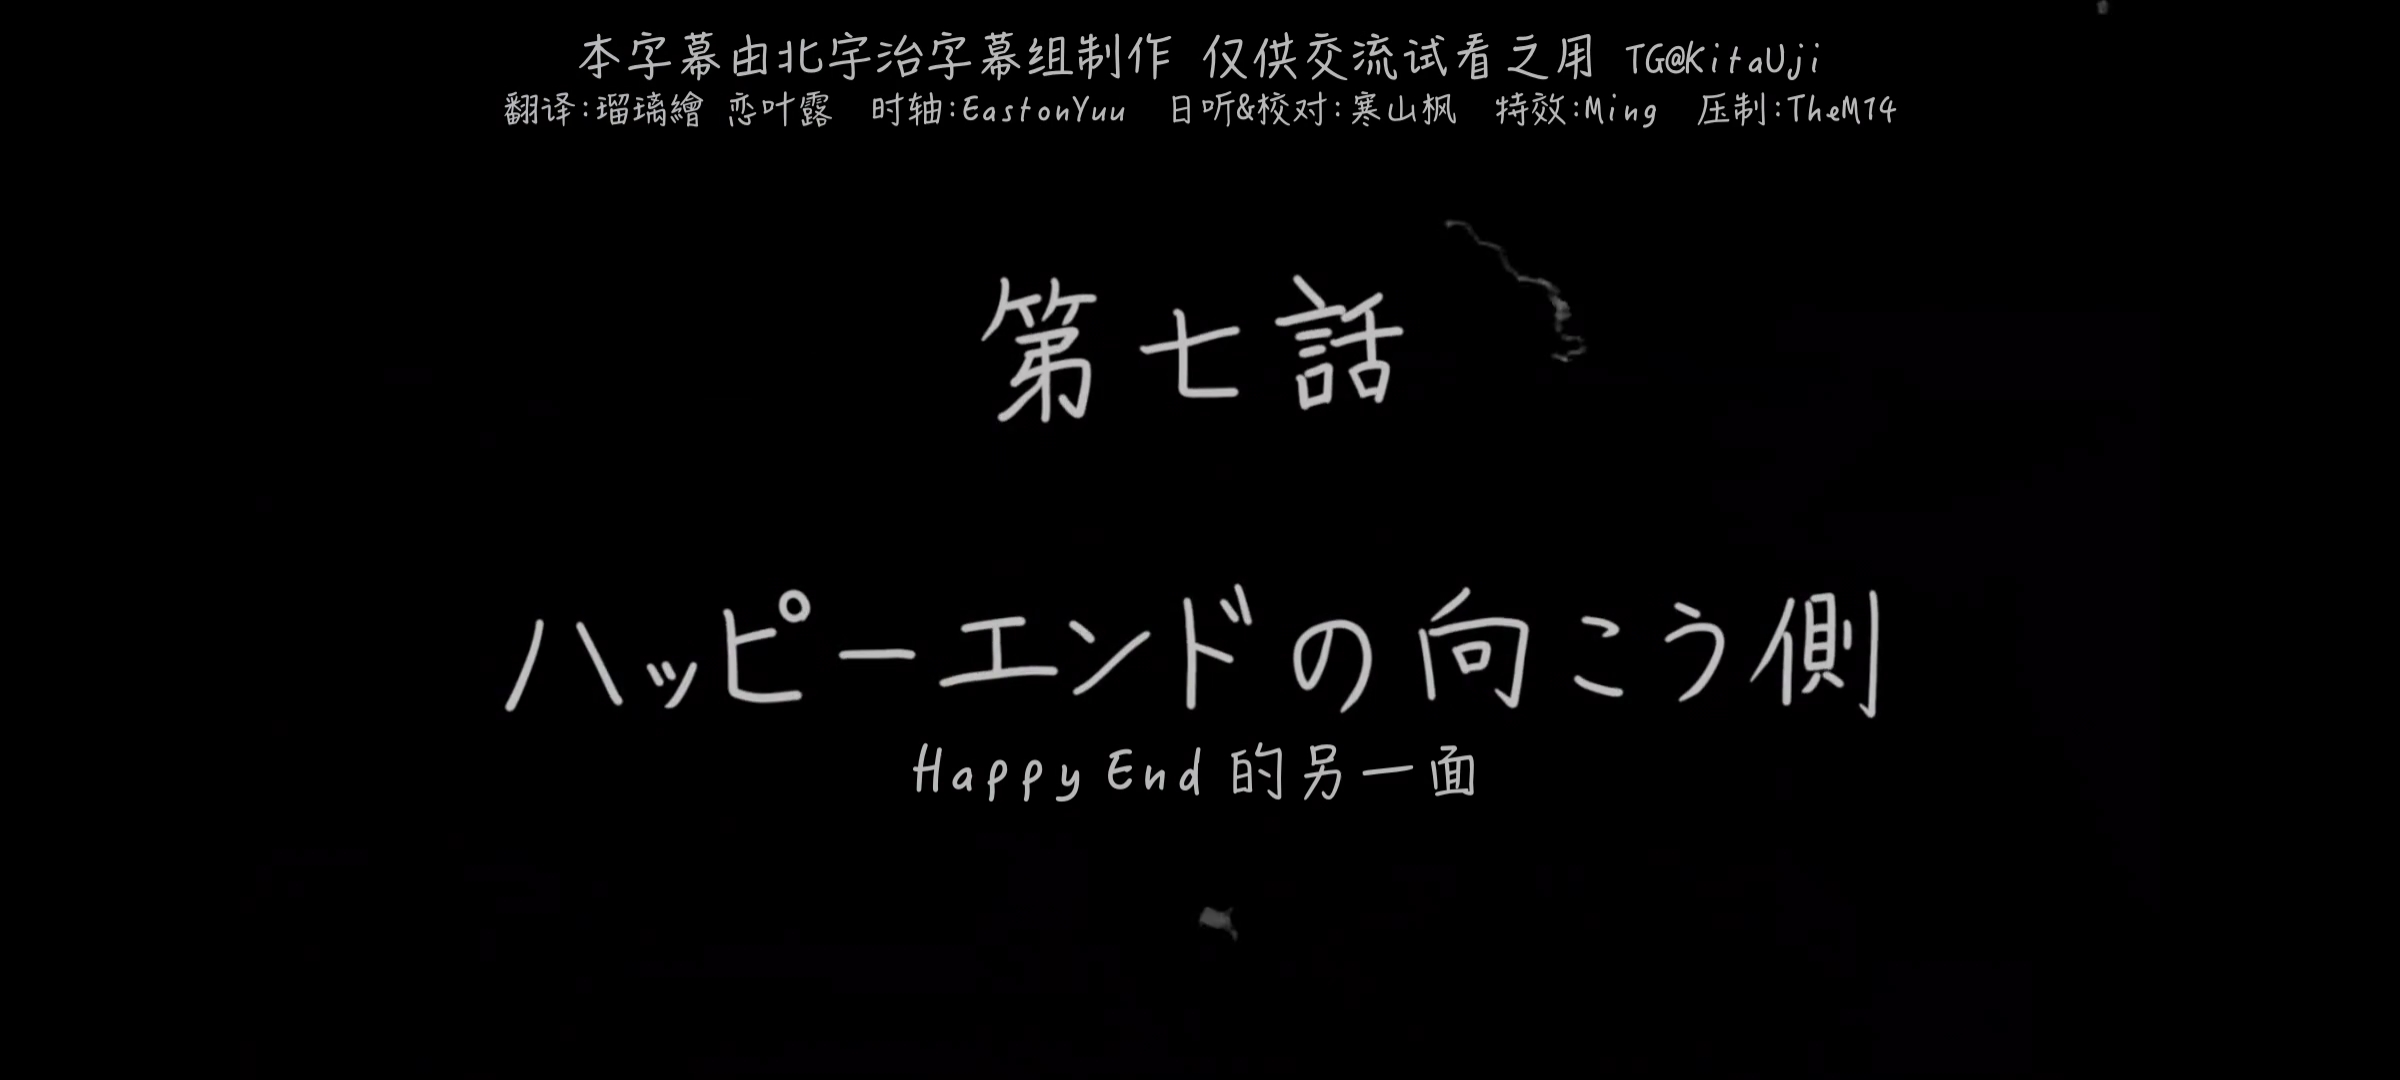 本字幕由北宇治字幕组制作 仅供交流试看之用 TG@KitaUji
翻译:瑠璃繪 恋叶露 时轴:EastonYuu 日听&校对:寒山枫 特效:Ming 压制:TheM74
第七話
ハッピーエンドの向こう側
Happy End 的另一面